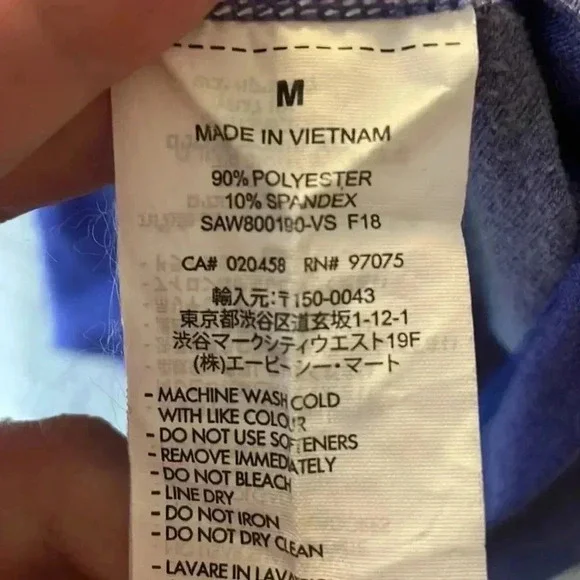 M
MADE IN VIETNAM
90% POLYESTER
10% SPANDEX
SAW800190-VS F18
CA# 020458 RN# 97075
輸入元:〒150-0043
東京都渋谷区道玄坂1-12-1
渋谷マークシティウエスト19F
(株)エービーシー・マート
- MACHINE WASH COLD
WITH LIKE COLOUR
- DO NOT USE SOFTENERS
- REMOVE IMMEDIATELY
- DO NOT BLEACH
- LINE DRY
- DO NOT IRON
- DO NOT DRY CLEAN
- LAVARE IN